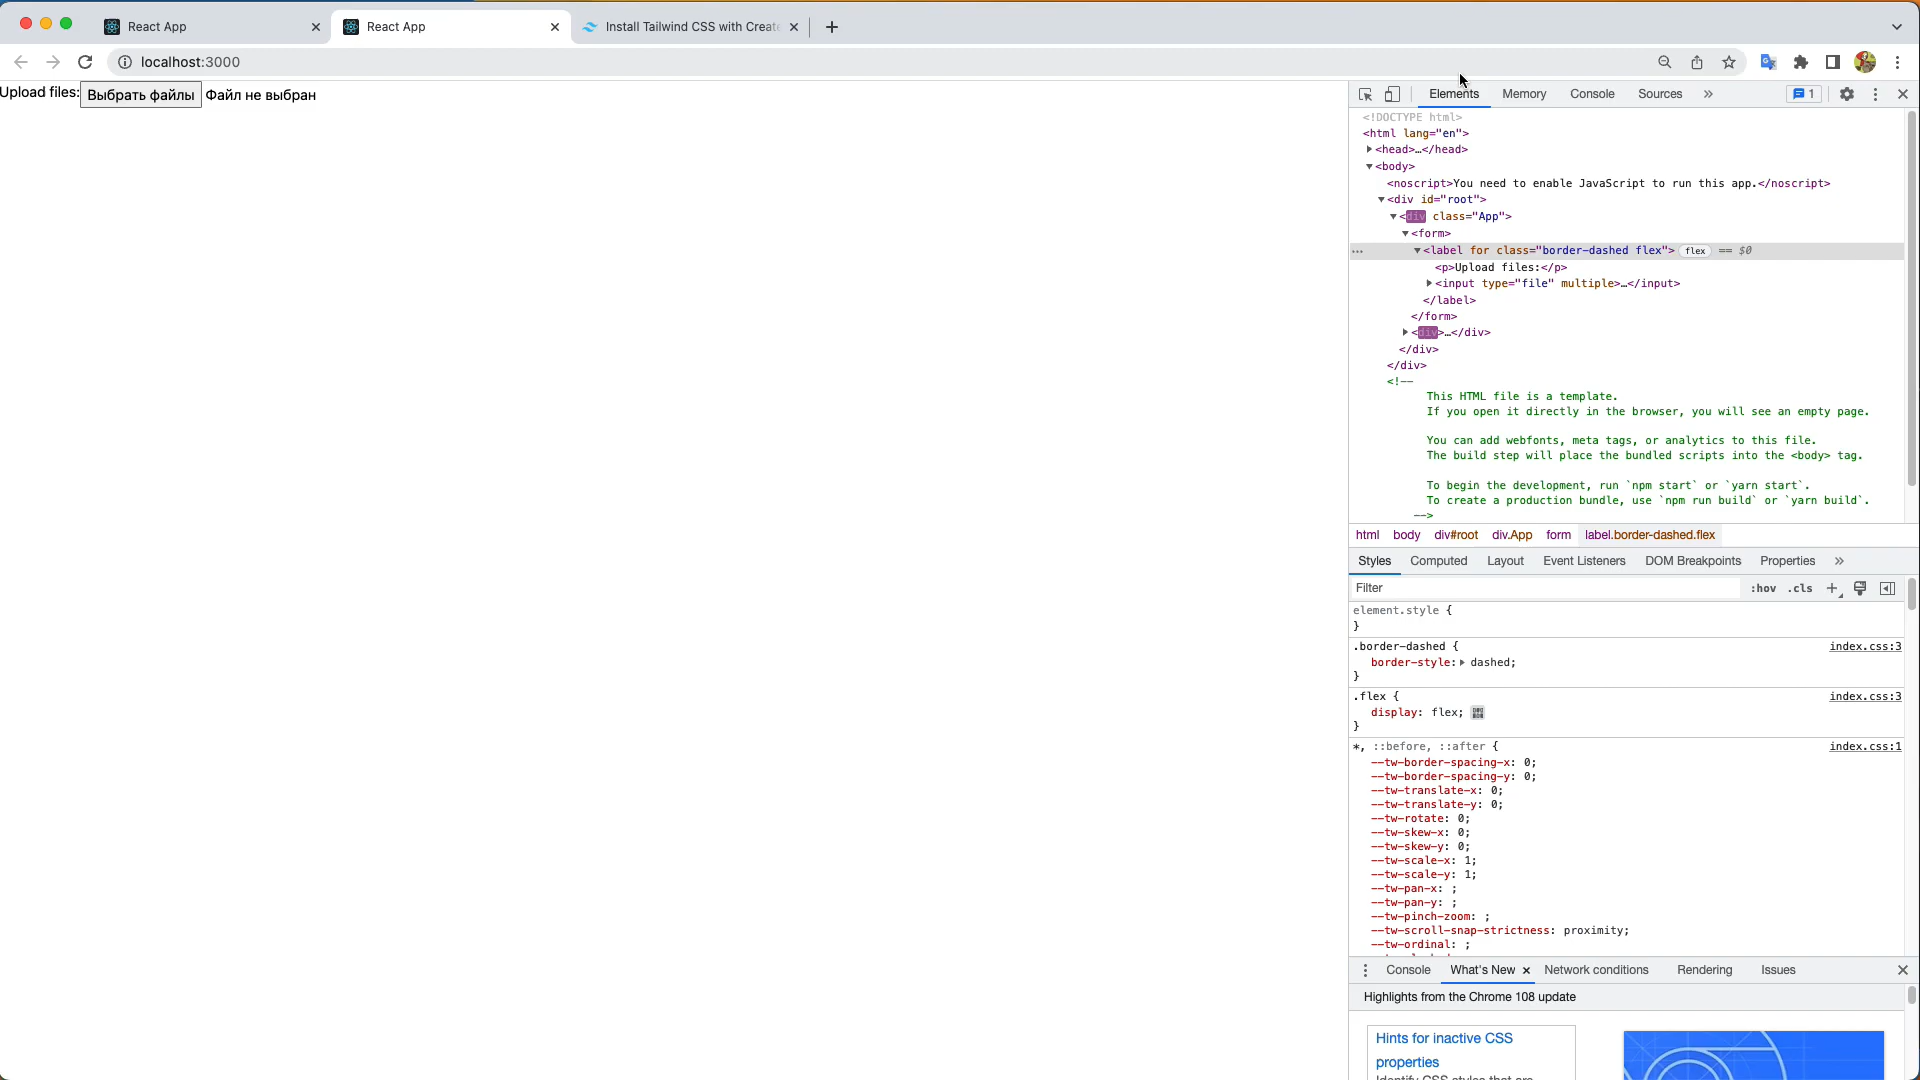 React App
React App
Install Tailwind CSS with Create
localhost:3000
Upload files:
Выбрать файлы
Файл не выбран
Elements
Memory
Console
Sources
1
<!DOCTYPE html>
<html lang="en">
<head>…</head>
<body>
<noscript>You need to enable JavaScript to run this app.</noscript>
<div id="root">
<div class="App">
<form>
<label for class="border-dashed flex"> flex == $0
<p>Upload files:</p>
<input type="file" multiple>…</input>
</label>
</form>
<div>…</div>
</div>
</div>
<!--
This HTML file is a template.
If you open it directly in the browser, you will see an empty page.
You can add webfonts, meta tags, or analytics to this file.
The build step will place the bundled scripts into the <body> tag.
To begin the development, run `npm start` or `yarn start`.
To create a production bundle, use `npm run build` or `yarn build`.
-->
html body div#root div.App form label.border-dashed.flex
Styles Computed Layout Event Listeners DOM Breakpoints Properties
Filter
:hov .cls
element.style {
}
.border-dashed {
index.css:3
border-style: dashed;
}
.flex {
index.css:3
display: flex;
}
*, ::before, ::after {
index.css:1
--tw-border-spacing-x: 0;
--tw-border-spacing-y: 0;
--tw-translate-x: 0;
--tw-translate-y: 0;
--tw-rotate: 0;
--tw-skew-x: 0;
--tw-skew-y: 0;
--tw-scale-x: 1;
--tw-scale-y: 1;
--tw-pan-x: ;
--tw-pan-y: ;
--tw-pinch-zoom: ;
--tw-scroll-snap-strictness: proximity;
--tw-ordinal: ;
Console What's New Network conditions Rendering Issues
Highlights from the Chrome 108 update
Hints for inactive CSS
properties
Identify CSS styles that are